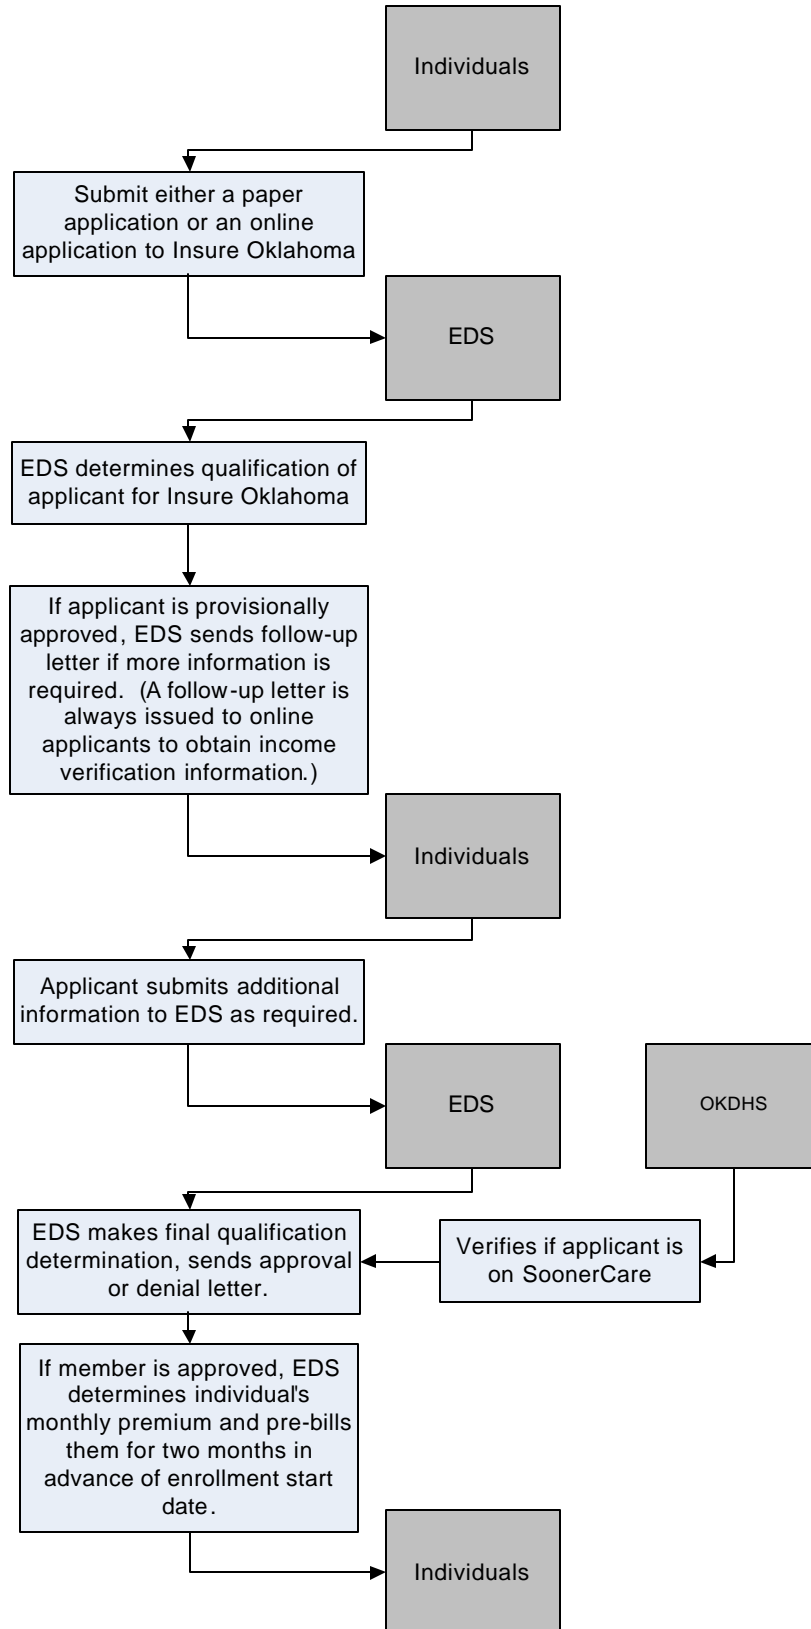 Individuals
Submit either a paper
application or an online
application to Insure Oklahoma
EDS
EDS determines qualification of
applicant for Insure Oklahoma
If applicant is provisionally
approved, EDS sends follow-up
letter if more information is
required.  (A follow-up letter is
always issued to online
applicants to obtain income
verification information.)
Individuals
Applicant submits additional
information to EDS as required.
EDS
OKDHS
EDS makes final qualification
determination, sends approval
or denial letter.
Verifies if applicant is
on SoonerCare
If member is approved, EDS
determines individual's
monthly premium and pre-bills
them for two months in
advance of enrollment start
date.
Individuals